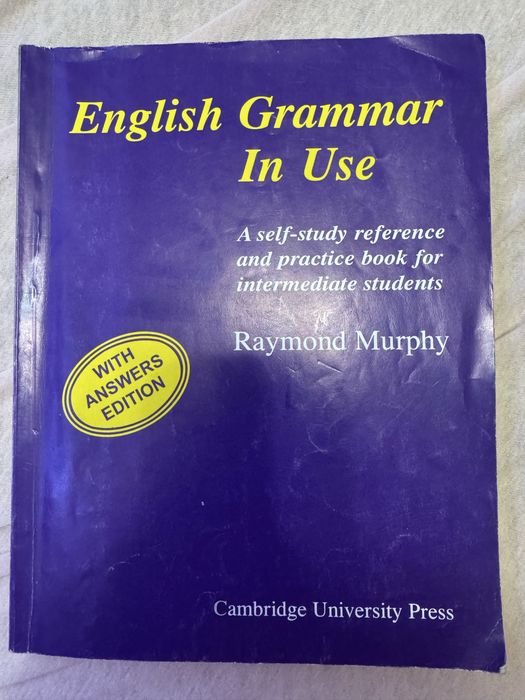 English Grammar
In Use
A self-study reference
and practice book for
intermediate students
Raymond Murphy
WITH
ANSWERS
EDITION
Cambridge University Press